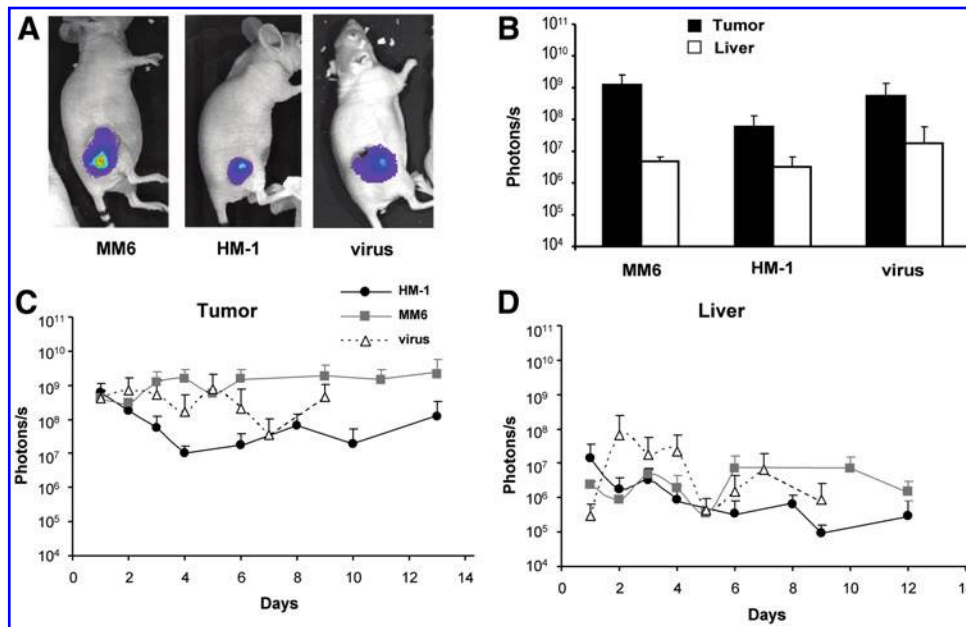 A
MM6
HM-1
virus
B
Tumor
Liver
Photons/s
10¹¹
10¹⁰
10⁹
10⁸
10⁷
10⁶
10⁵
10⁴
MM6
HM-1
virus
C
Tumor
HM-1
MM6
virus
Photons/s
10¹¹
10¹⁰
10⁹
10⁸
10⁷
10⁶
10⁵
10⁴
0 2 4 6 8 10 12 14
Days
D
Liver
Photons/s
10¹¹
10¹⁰
10⁹
10⁸
10⁷
10⁶
10⁵
10⁴
0 2 4 6 8 10 12 14
Days